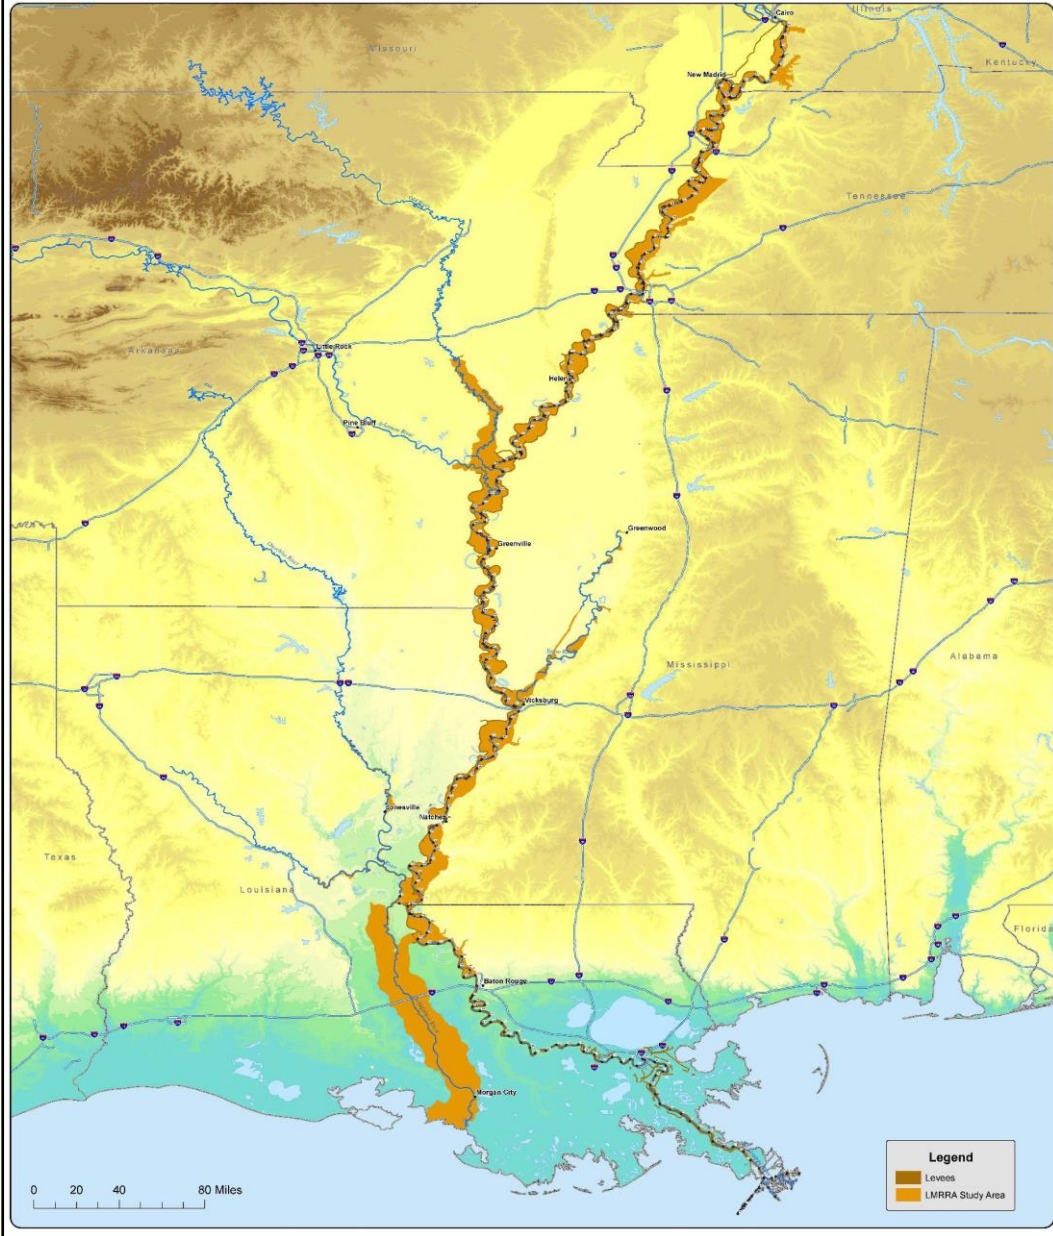 Cairo
Illinois
Missouri
Kentucky
New Madrid
Tennessee
Little Rock
Arkansas
Helena
Pine Bluff
Greenwood
Greenville
Alabama
Mississippi
Vicksburg
Jonesville
Natchez
Texas
Louisiana
Florida
Baton Rouge
Morgan City
Legend
Levees
LMRRA Study Area
0 20 40 80 Miles